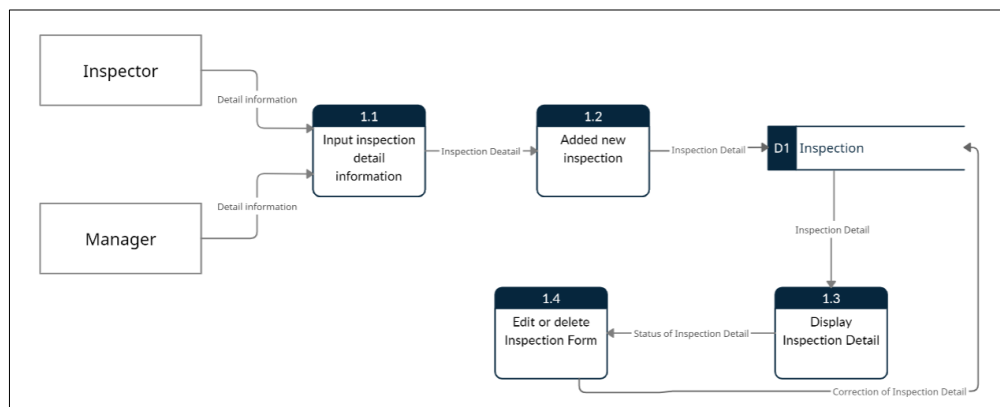 Inspector
Detail information
1.1
Input inspection
detail
information
Inspection Deatail
1.2
Added new
inspection
Inspection Detail
D1 Inspection
Detail information
Manager
Inspection Detail
1.4
Edit or delete
Inspection Form
Status of Inspection Detail
1.3
Display
Inspection Detail
Correction of Inspection Detail